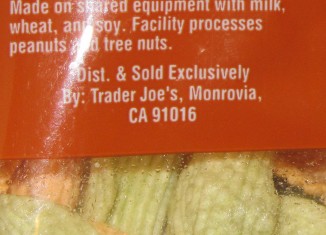 Made on shared equipment with milk,
wheat, and soy. Facility processes
peanuts and tree nuts.
Dist. & Sold Exclusively
By: Trader Joe's, Monrovia,
CA 91016